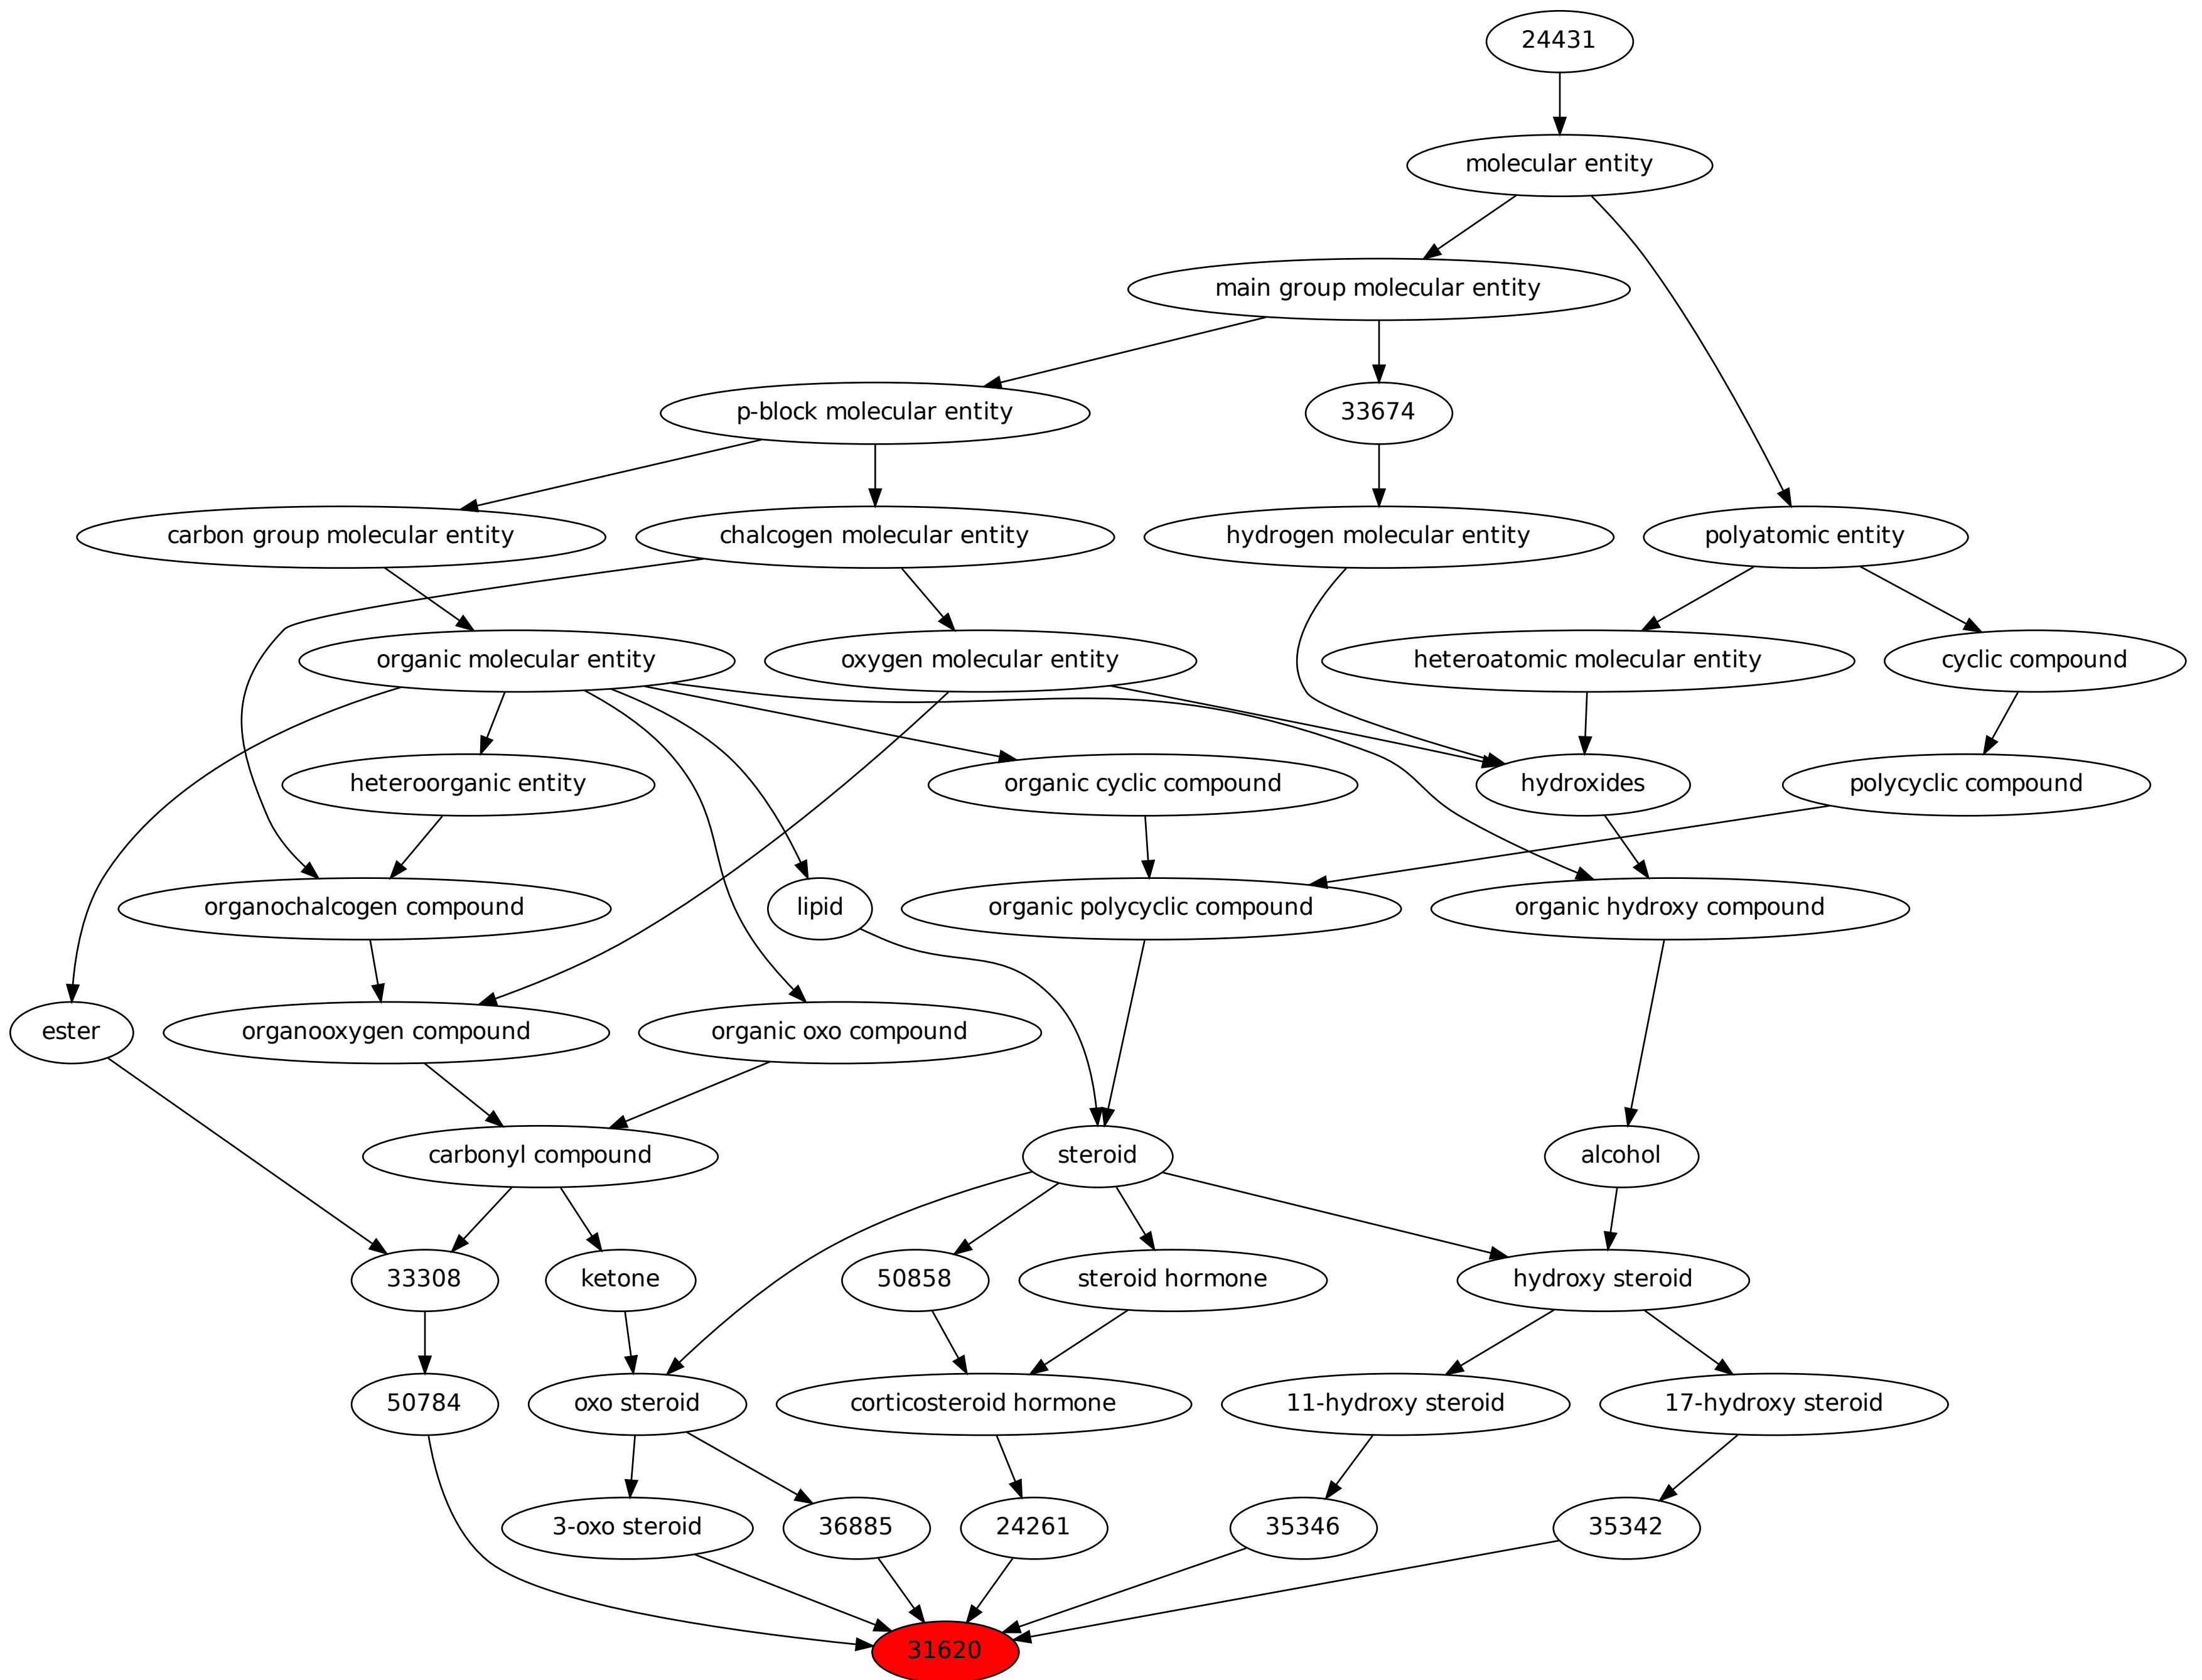 24431
molecular entity
main group molecular entity
p-block molecular entity
33674
carbon group molecular entity
chalcogen molecular entity
hydrogen molecular entity
polyatomic entity
organic molecular entity
oxygen molecular entity
heteroatomic molecular entity
cyclic compound
heteroorganic entity
organic cyclic compound
hydroxides
polycyclic compound
organochalcogen compound
lipid
organic polycyclic compound
organic hydroxy compound
ester
organooxygen compound
organic oxo compound
carbonyl compound
steroid
alcohol
33308
ketone
50858
steroid hormone
hydroxy steroid
50784
oxo steroid
corticosteroid hormone
11-hydroxy steroid
17-hydroxy steroid
3-oxo steroid
36885
24261
35346
35342
31620